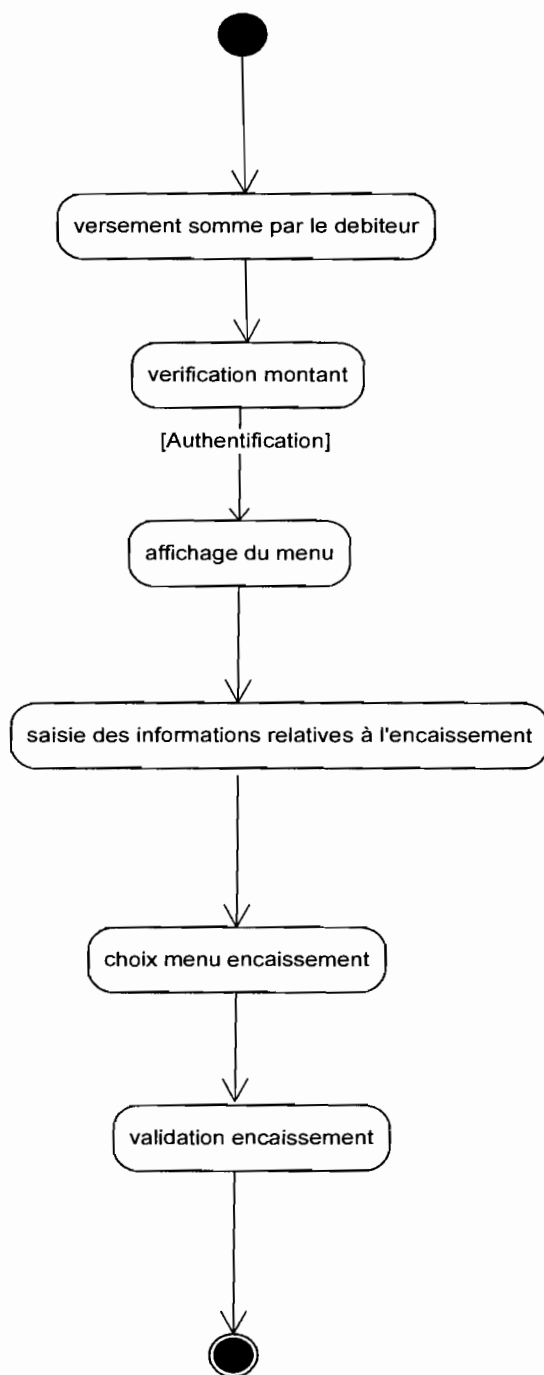 versement somme par le debiteur
verification montant
[Authentification]
affichage du menu
saisie des informations relatives à l'encaissement
choix menu encaissement
validation encaissement